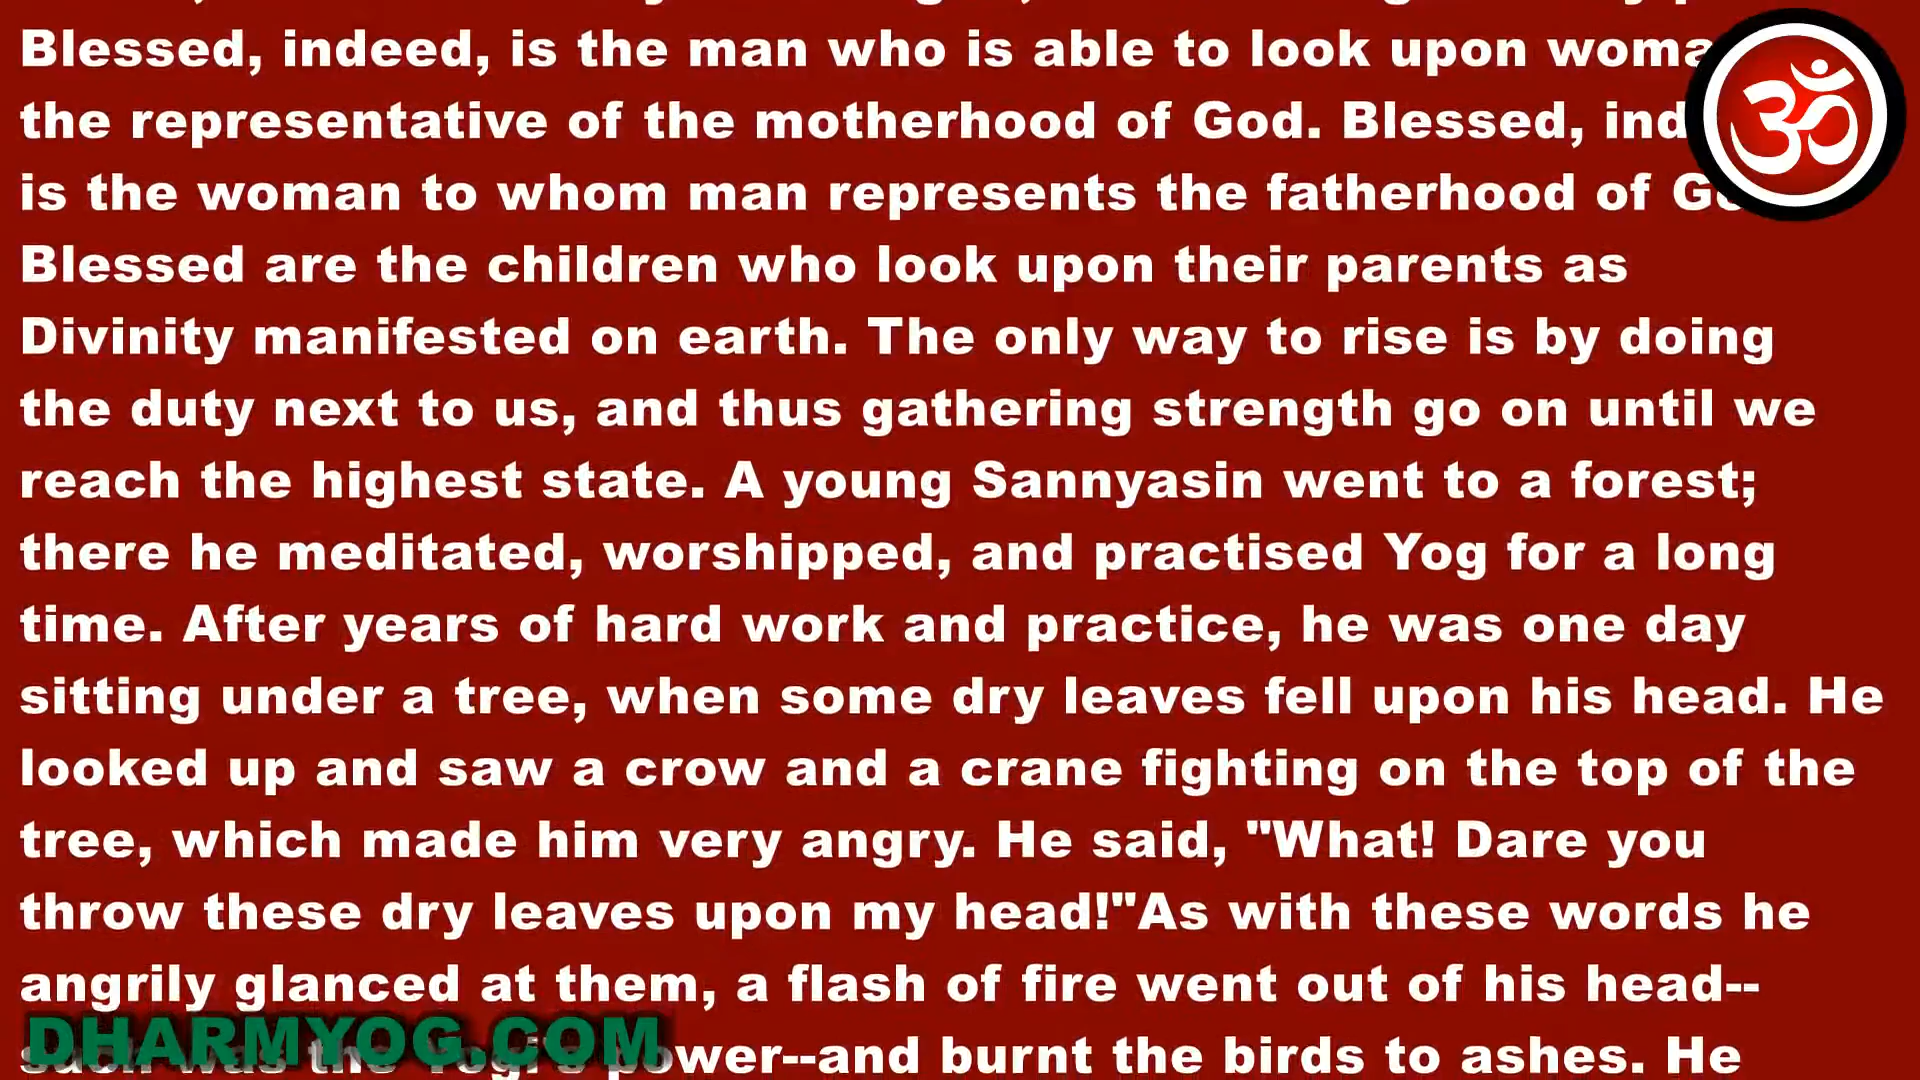 Blessed, indeed, is the man who is able to look upon
the representative of the motherhood of God. Blessed,
is the woman to whom man represents the fatherhood of
Blessed are the children who look upon their parents as
Divinity manifested on earth. The only way to rise is by doing
the duty next to us, and thus gathering strength go on until we
reach the highest state. A young Sannyasin went to a forest;
there he meditated, worshipped, and practised Yog for a long
time. After years of hard work and practice, he was one day
sitting under a tree, when some dry leaves fell upon his head. He
looked up and saw a crow and a crane fighting on the top of the
tree, which made him very angry. He said, "What! Dare you
throw these dry leaves upon my head!"As with these words he
angrily glanced at them, a flash of fire went out of his head--
such was the Yogi's power--and burnt the birds to ashes. He
DHARMYOG.COM
ॐ